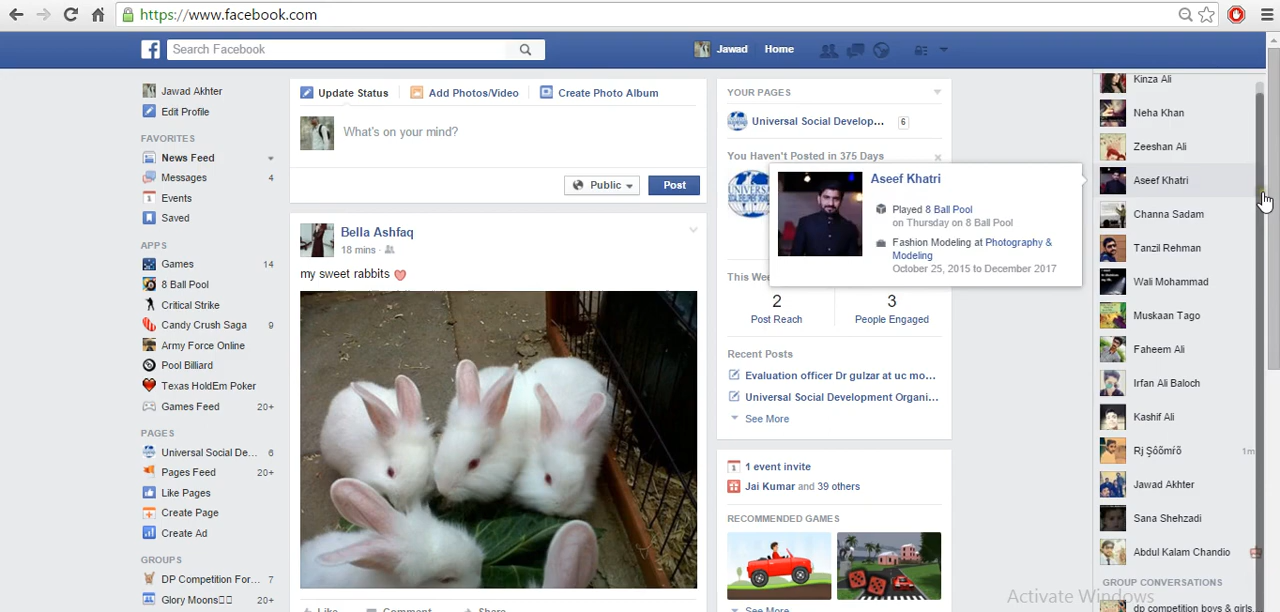 https://www.facebook.com
Search Facebook
Jawad
Home
Jawad Akhter
Edit Profile
FAVORITES
News Feed
Messages 4
Events
Saved
APPS
Games 14
8 Ball Pool
Critical Strike
Candy Crush Saga 9
Army Force Online
Pool Billiard
Texas HoldEm Poker
Games Feed 20+
PAGES
Universal Social De... 6
Pages Feed 20+
Like Pages
Create Page
Create Ad
GROUPS
DP Competition For... 7
Glory Moons 20+
Update Status
Add Photos/Video
Create Photo Album
What's on your mind?
Public
Post
Bella Ashfaq
18 mins ·
my sweet rabbits
Like
Comment
Share
YOUR PAGES
Universal Social Develop... 6
You Haven't Posted in 375 Days
UNIVERS
This Wee
2
Post Reach
3
People Engaged
Recent Posts
Evaluation officer Dr gulzar at uc mo...
Universal Social Development Organi...
See More
1 event invite
Jai Kumar and 39 others
RECOMMENDED GAMES
See More
Aseef Khatri
Played 8 Ball Pool
on Thursday on 8 Ball Pool
Fashion Modeling at Photography &
Modeling
October 25, 2015 to December 2017
Kinza Ali
Neha Khan
Zeeshan Ali
Aseef Khatri
Channa Sadam
Tanzil Rehman
Wali Mohammad
Muskaan Tago
Faheem Ali
Irfan Ali Baloch
Kashif Ali
1m
Jawad Akhter
Sana Shehzadi
Abdul Kalam Chandio
GROUP CONVERSATIONS
dp competition boys & girls,
Activate Windows